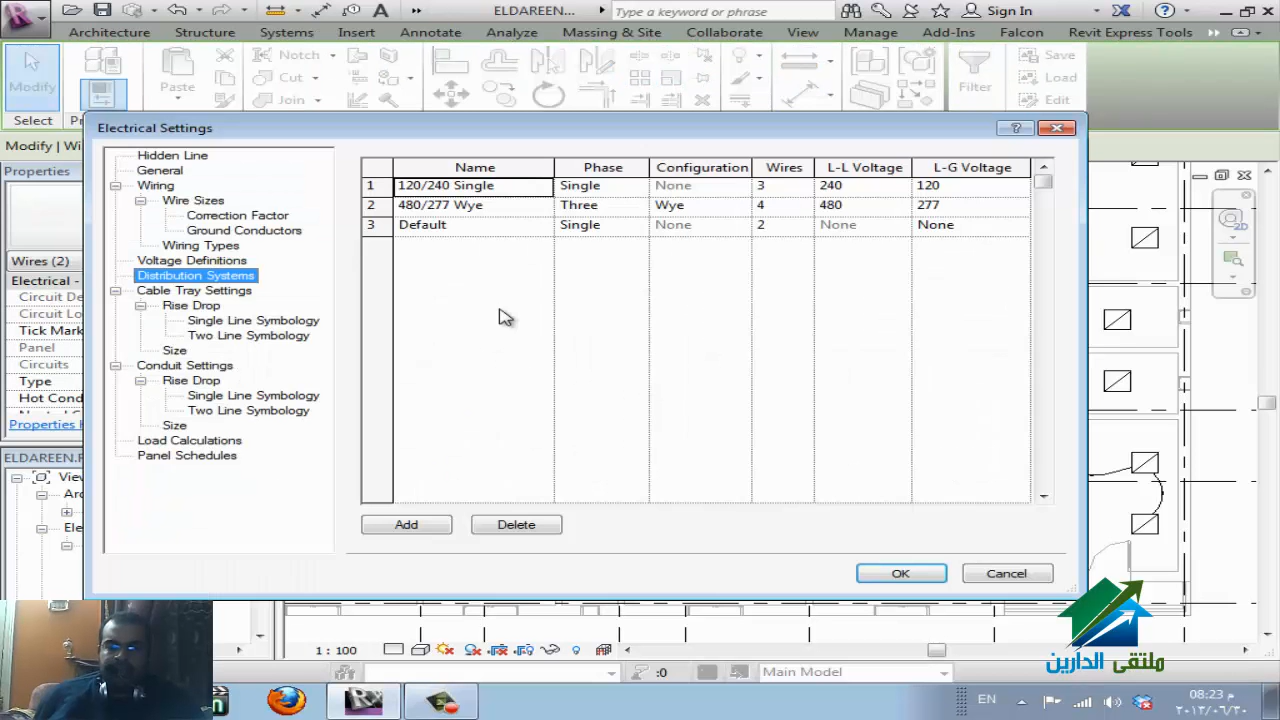 ELDAREEN...
Type a keyword or phrase
Sign In
Architecture Structure Systems Insert Annotate Analyze Massing & Site Collaborate View Manage Add-Ins Falcon Revit Express Tools
Modify
Paste
Notch
Cut
Join
Filter
Save
Load
Edit
Select
Modify | Wi
Properties
Wires (2)
Electrical -
Circuit De
Circuit Lo
Tick Mark
Panel
Circuits
Type
Hot Cond
Properties
ELDAREEN.R
View
Arc
Ele
Electrical Settings
Hidden Line
General
Wiring
Wire Sizes
Correction Factor
Ground Conductors
Wiring Types
Voltage Definitions
Distribution Systems
Cable Tray Settings
Rise Drop
Single Line Symbology
Two Line Symbology
Size
Conduit Settings
Rise Drop
Single Line Symbology
Two Line Symbology
Size
Load Calculations
Panel Schedules
Name Phase Configuration Wires L-L Voltage L-G Voltage
1 120/240 Single Single None 3 240 120
2 480/277 Wye Three Wye 4 480 277
3 Default Single None 2 None None
Add Delete
OK Cancel
1 : 100
:0
Main Model
ملتقى الدارين
EN
08:23 م
٢٠١٣/٠٦/٣٠